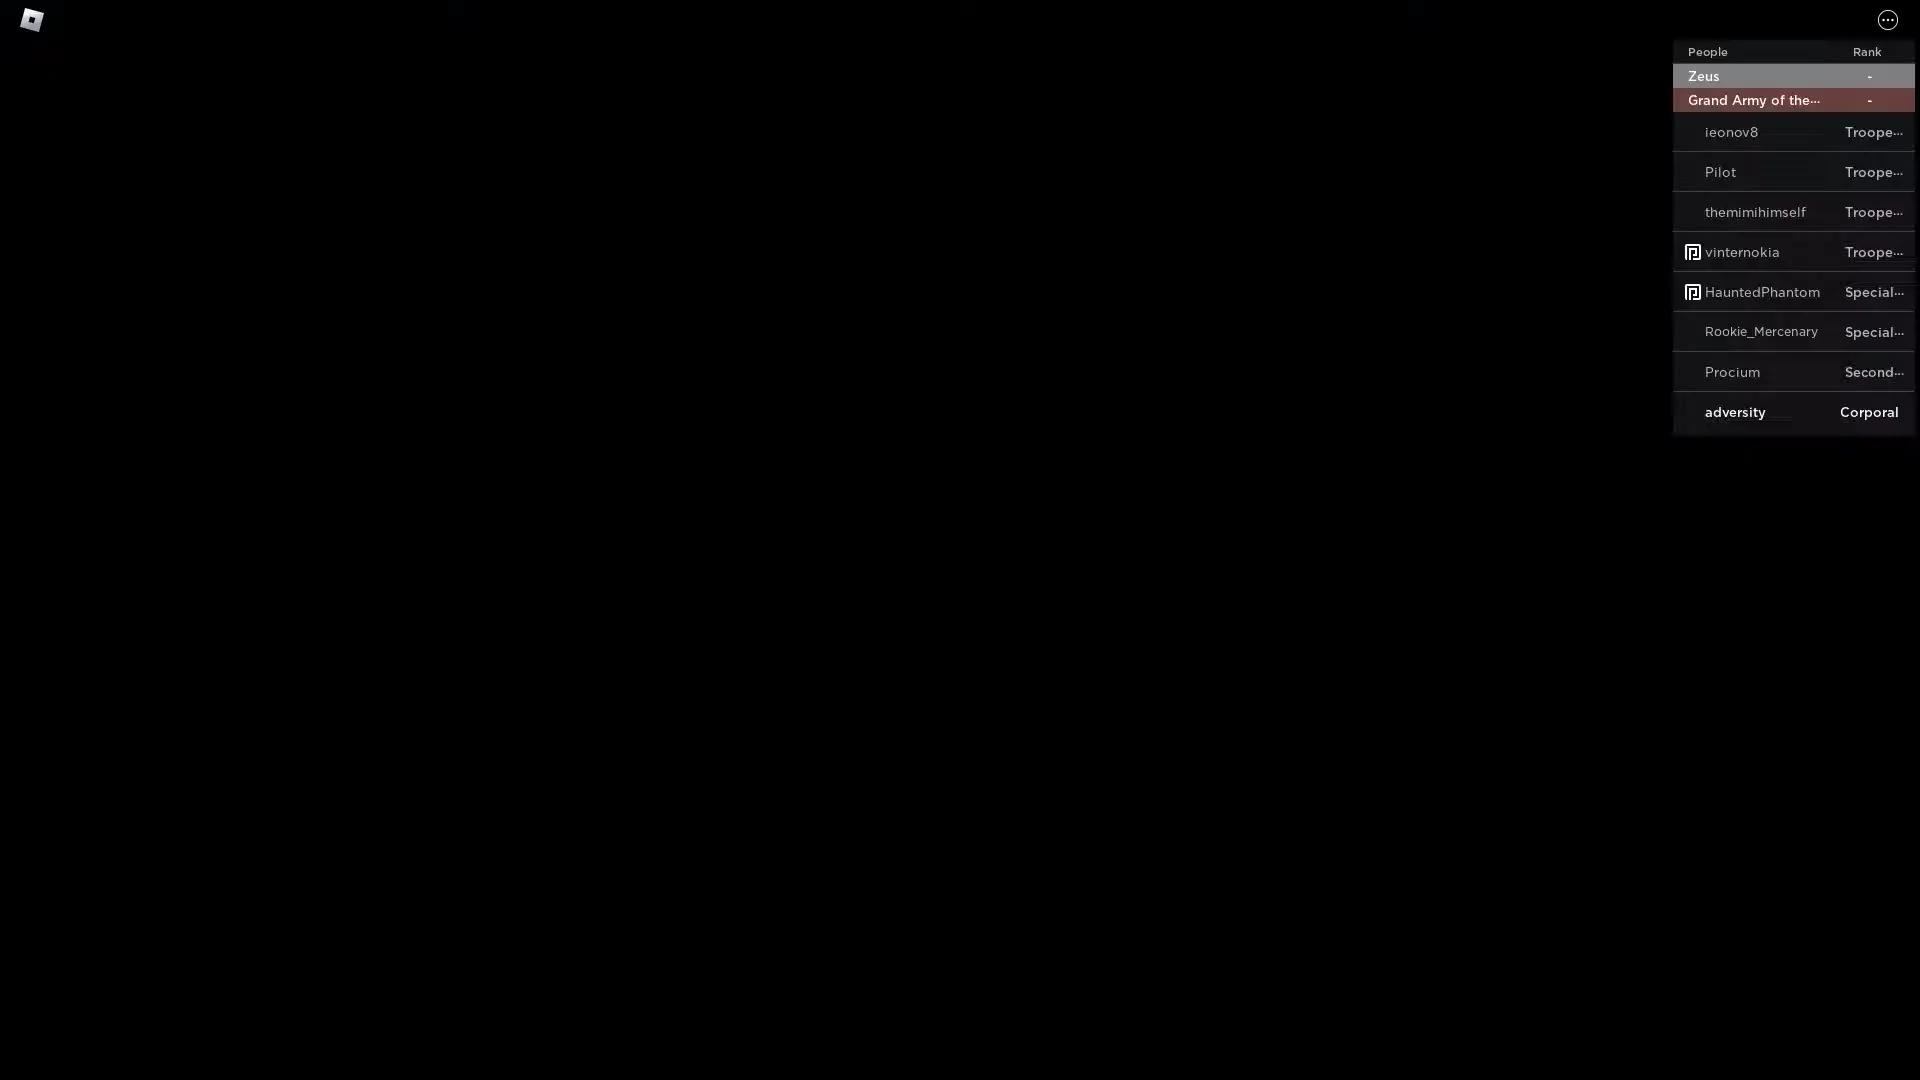 People Rank
Zeus -
Grand Army of the... -
ieonov8 Troope...
Pilot Troope...
themimihimself Troope...
vinternokia Troope...
HauntedPhantom Special...
Rookie_Mercenary Special...
Procium Second...
adversity Corporal